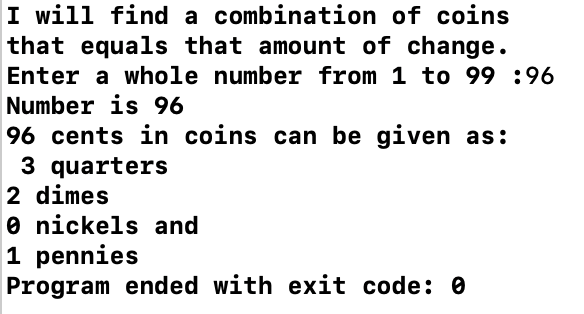 I will find a combination of coins
that equals that amount of change.
Enter a whole number from 1 to 99 :96
Number is 96
96 cents in coins can be given as:
 3 quarters
2 dimes
0 nickels and
1 pennies
Program ended with exit code: 0